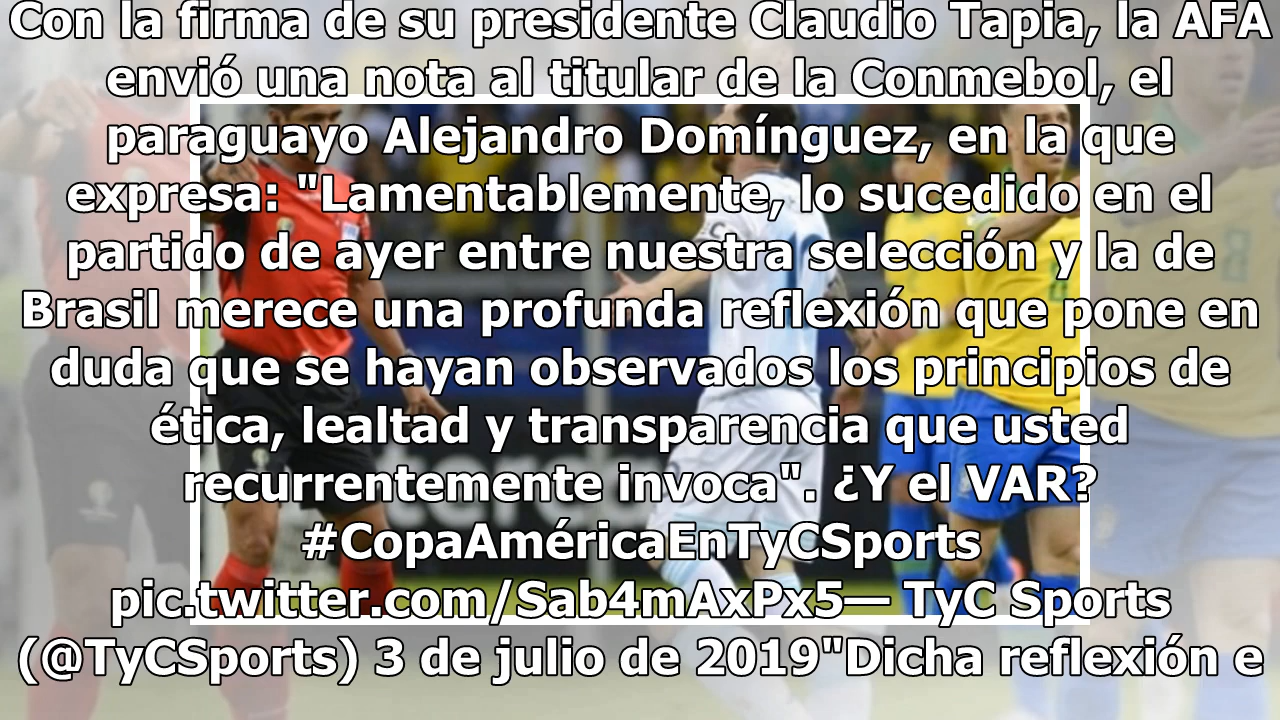 Con la firma de su presidente Claudio Tapia, la AFA
envió una nota al titular de la Conmebol, el
paraguayo Alejandro Domínguez, en la que
expresa: "Lamentablemente, lo sucedido en el
partido de ayer entre nuestra selección y la de
Brasil merece una profunda reflexión que pone en
duda que se hayan observados los principios de
ética, lealtad y transparencia que usted
recurrentemente invoca". ¿Y el VAR?
#CopaAméricaEnTyCSports
pic.twitter.com/Sab4mAxPx5— TyC Sports
(@TyCSports) 3 de julio de 2019"Dicha reflexión e